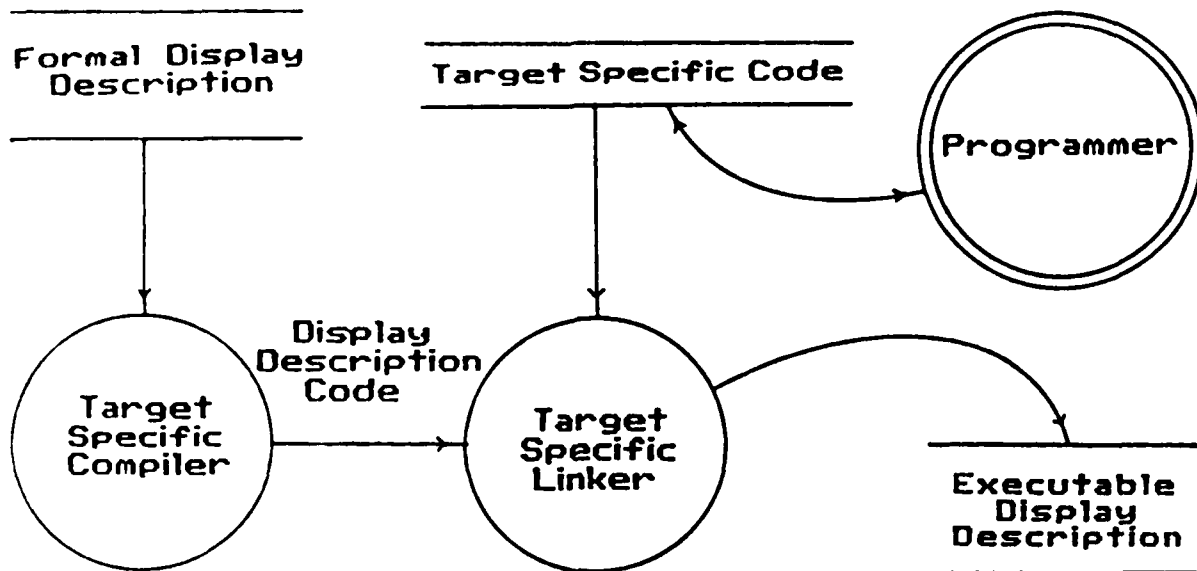 Formal Display
Description
Target Specific Code
Programmer
Display
Description
Code
Target
Specific
Compiler
Target
Specific
Linker
Executable
Display
Description